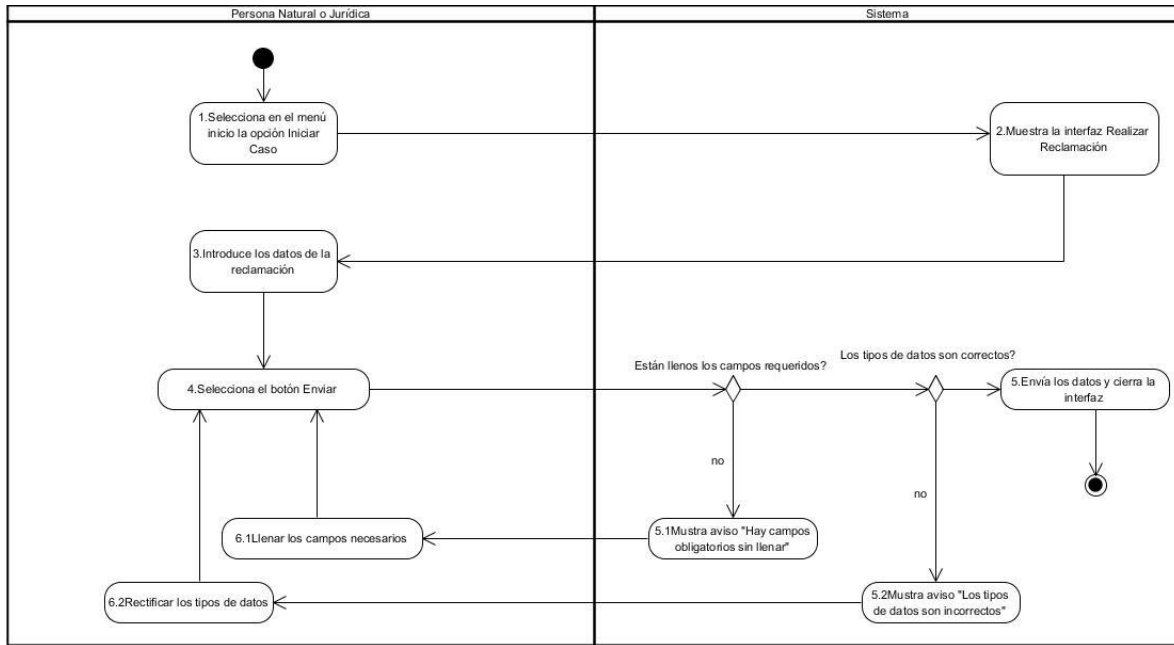 Persona Natural o Jurídica
Sistema
1.Selecciona en el menú
inicio la opción Iniciar
Caso
2.Muestra la interfaz Realizar
Reclamación
3.Introduce los datos de la
reclamación
Están llenos los campos requeridos?
Los tipos de datos son correctos?
4.Selecciona el botón Enviar
5.Envía los datos y cierra la
interfaz
no
no
6.1Llenar los campos necesarios
5.1Mustra aviso "Hay campos
obligatorios sin llenar"
6.2Rectificar los tipos de datos
5.2Mustra aviso "Los tipos
de datos son incorrectos"